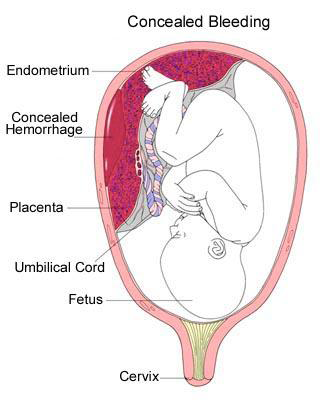 Concealed Bleeding
Endometrium
Concealed
Hemorrhage
Placenta
Umbilical Cord
Fetus
Cervix